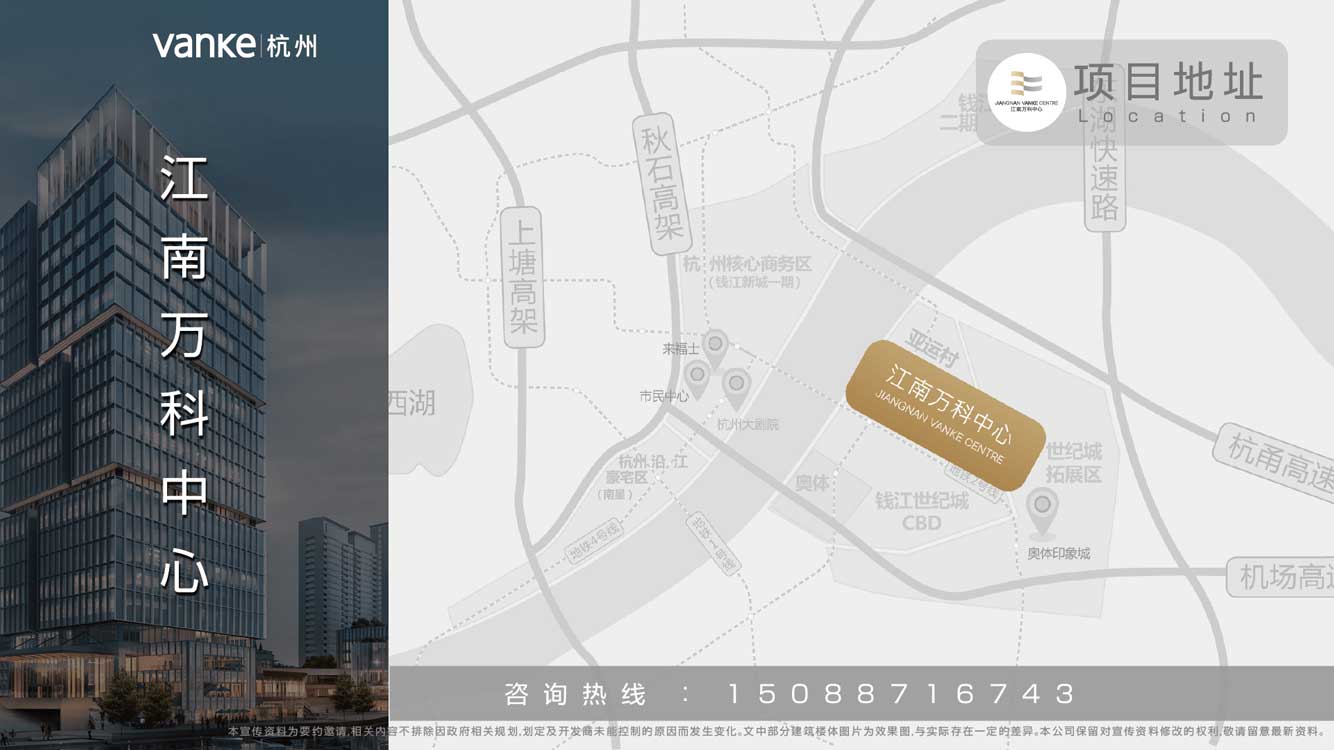 vanke 杭州
江南万科中心
JIANGNAN VANKE CENTRE
江南万科中心
项目地址
Location
湖快速路
秋石高架
上塘高架
杭州核心商务区
(钱江新城一期)
二期
亚运村
来福士
市民中心
杭州大剧院
西湖
江南万科中心
JIANGNAN VANKE CENTRE
杭甬高速
世纪城
拓展区
地铁2号线
杭州沿江
豪宅区
(南星)
奥体
钱江世纪城
CBD
地铁4号线
奥体印象城
机场高速
咨询热线：15088716743
本宣传资料为要约邀请,相关内容不排除因政府相关规划,划定及开发商未能控制的原因而发生变化。文中部分建筑楼体图片为效果图,与实际存在一定的差异。本公司保留对宣传资料修改的权利,敬请留意最新资料。